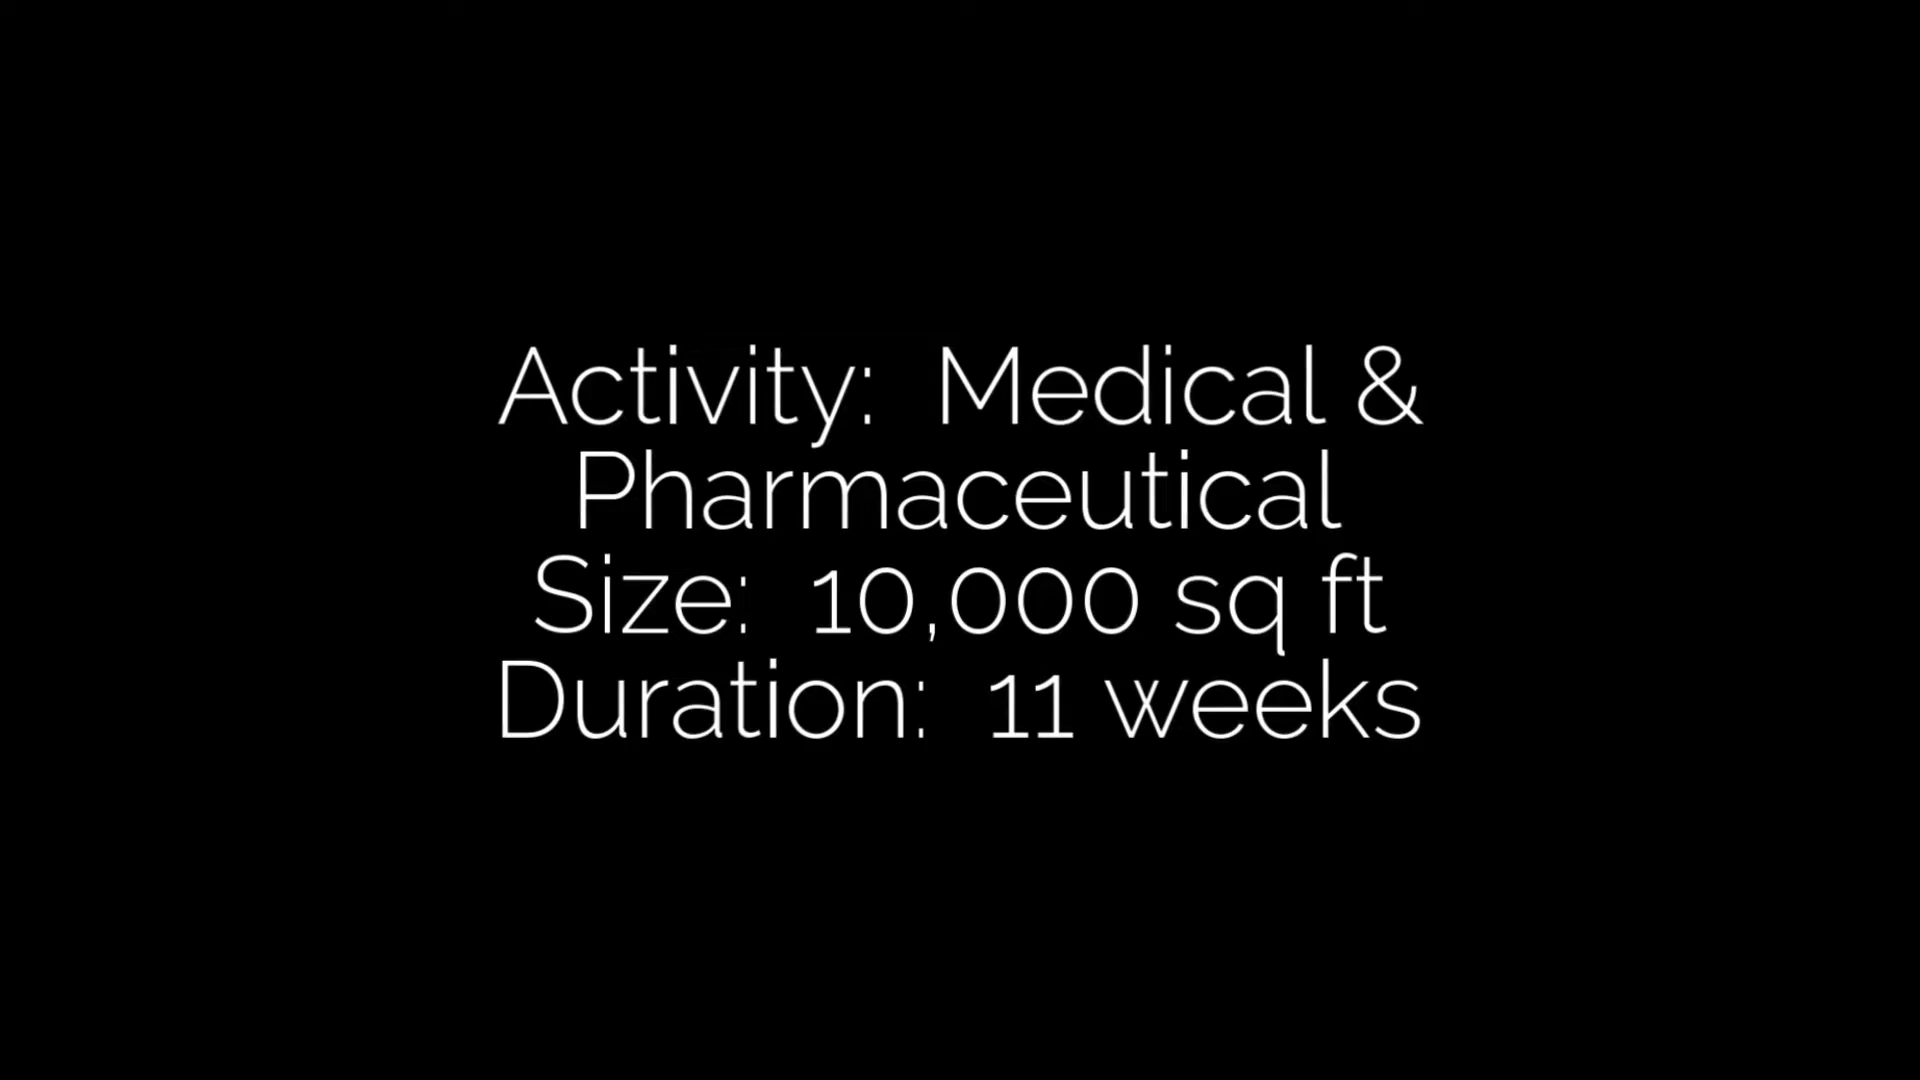 Activity:  Medical &
Pharmaceutical
Size:  10,000 sq ft
Duration:  11 weeks